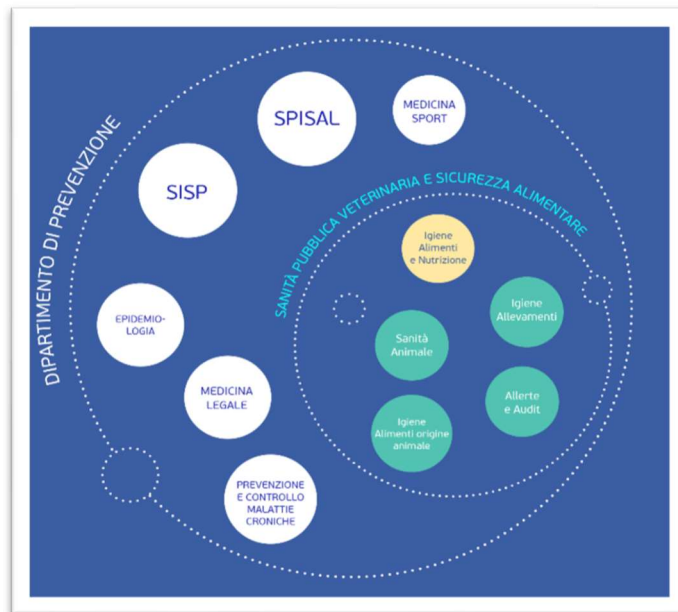 DIPARTIMENTO DI PREVENZIONE
SPISAL
MEDICINA
SPORT
SISP
SANITÀ PUBBLICA VETERINARIA E SICUREZZA ALIMENTARE
Igiene
Alimenti
e Nutrizione
EPIDEMIO-
LOGIA
Igiene
Allevamenti
Sanità
Animale
MEDICINA
LEGALE
Allerte
e Audit
Igiene
Alimenti origine
animale
PREVENZIONE
E CONTROLLO
MALATTIE
CRONICHE